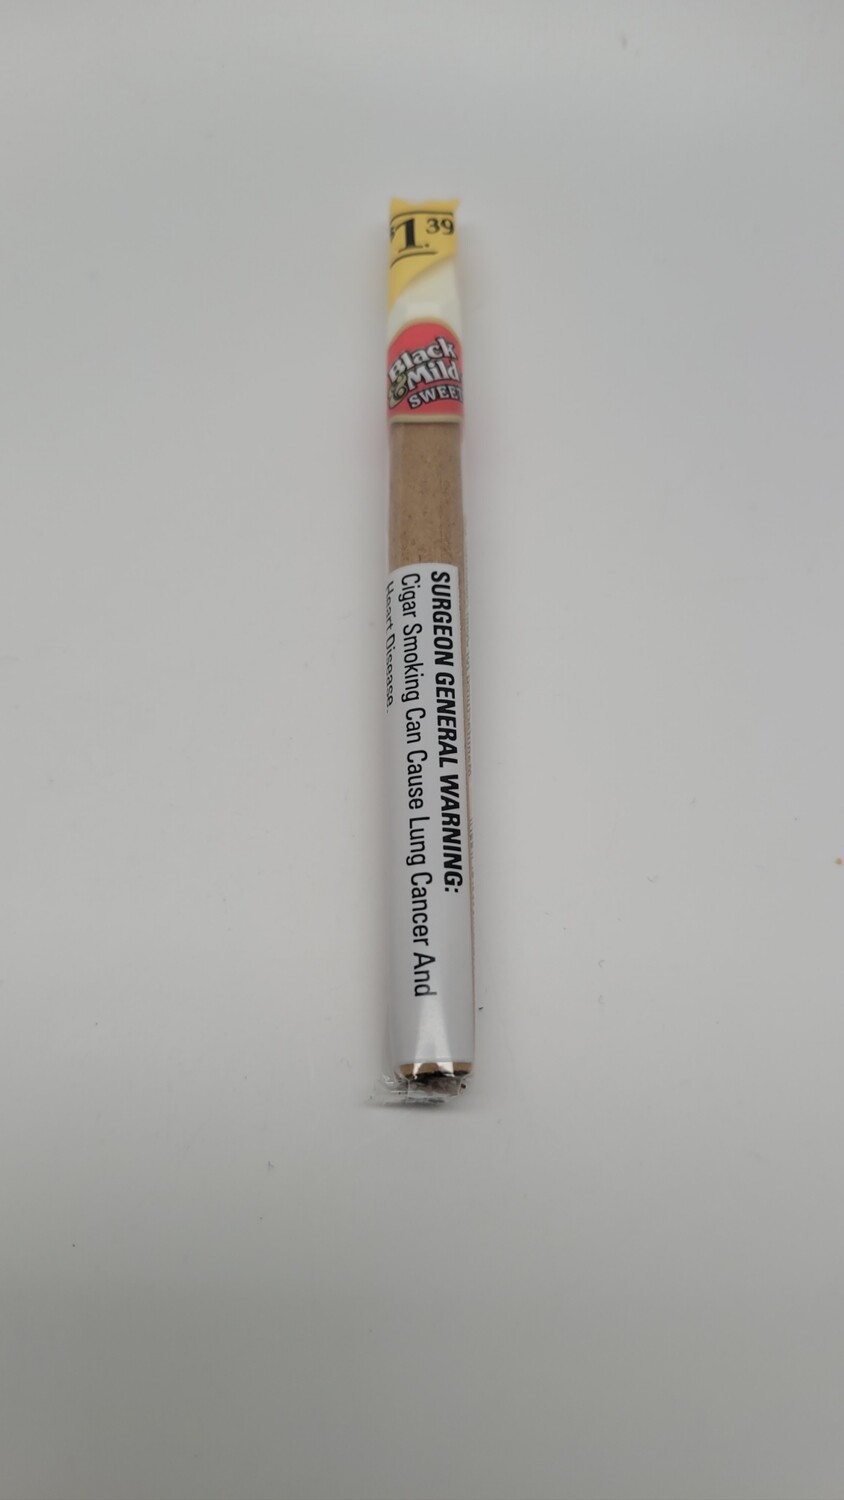 $1.39
Black
& Mild
SWEET
SURGEON GENERAL WARNING:
Cigar Smoking Can Cause Lung Cancer And
Heart Disease.